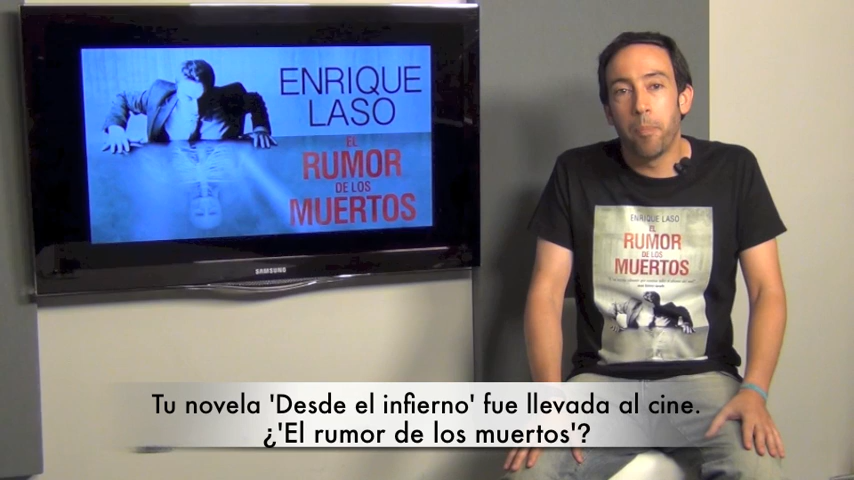 ENRIQUE
LASO
EL
RUMOR
DE LOS
MUERTOS
SAMSUNG
ENRIQUE LASO
EL
RUMOR
DE LOS
MUERTOS
Tu novela 'Desde el infierno' fue llevada al cine.
¿'El rumor de los muertos'?